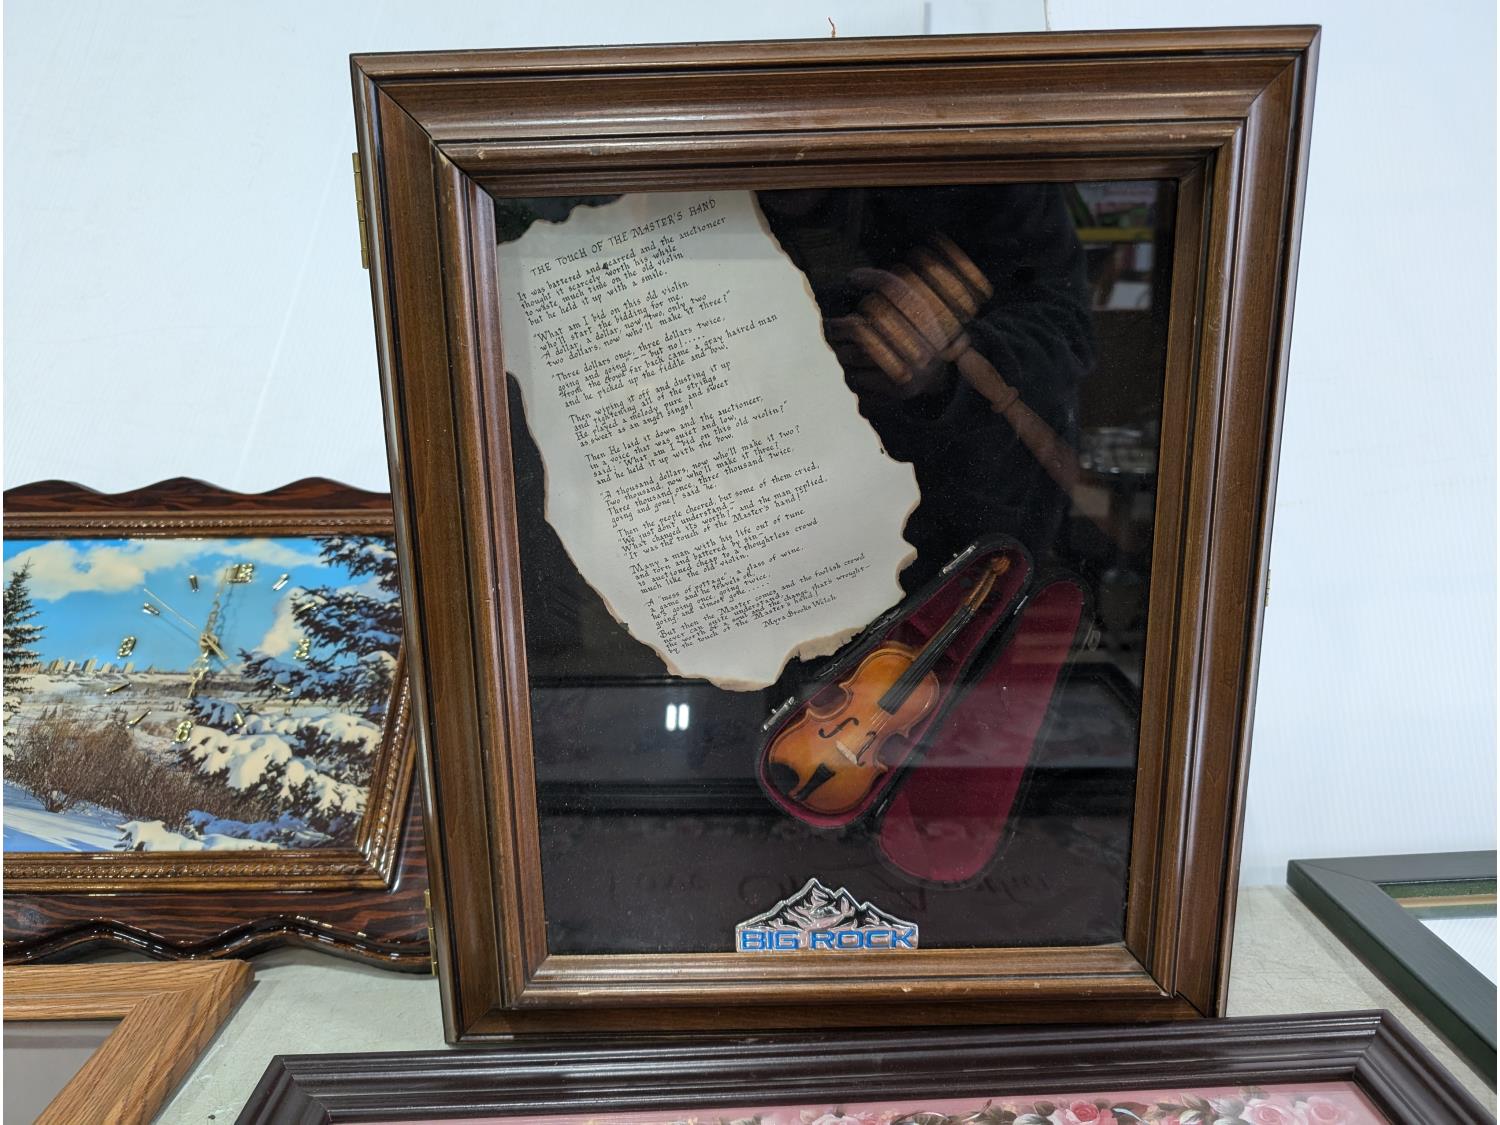 THE TOUCH OF THE MASTER'S HAND
It was battered and scarred and the auctioneer
thought it scarcely worth his while
to waste much time on the old violin
but he held it up with a smile.
"What am I bid on this old violin
who'll start the bidding for me.
A dollar, a dollar, now two, only two
two dollars, now who'll make it three?"
"Three dollars once, three dollars twice,
going and going" ~~ but no!......
From the crowd far back came a gray haired man
and he picked up the fiddle and bow.
Then wiping it off and dusting it up
and tightening all of the strings
He played a melody pure and sweet
as sweet as an angel sings!
Then He laid it down and the auctioneer,
in a voice that was quiet and low,
said; "What am I bid on this old violin?"
and he held it up with the bow.
"A thousand dollars, now who'll make it two?
Two thousand, now who'll make it three?
Three thousand once, three thousand twice,
going and gone!" said he.
Then the people cheered, but some of them cried,
"We just don't understand~
What changed its worth?" and the man replied,
"It was the touch of the Master's hand!"
Many a man with his life out of tune
and torn and battered by sin~
is auctioned cheap to a thoughtless crowd
much like the old violin.
A "mess of pottage" a glass of wine,
a game and he travels on.
he's going once, going twice,
going and almost gone......
But then the Master comes and the foolish crowd
never can quite understand,
the worth of a soul and the change that's wrought~
by the touch of the Master's hand!
Myra Brooks Welch
BIG ROCK
12
3
6
9